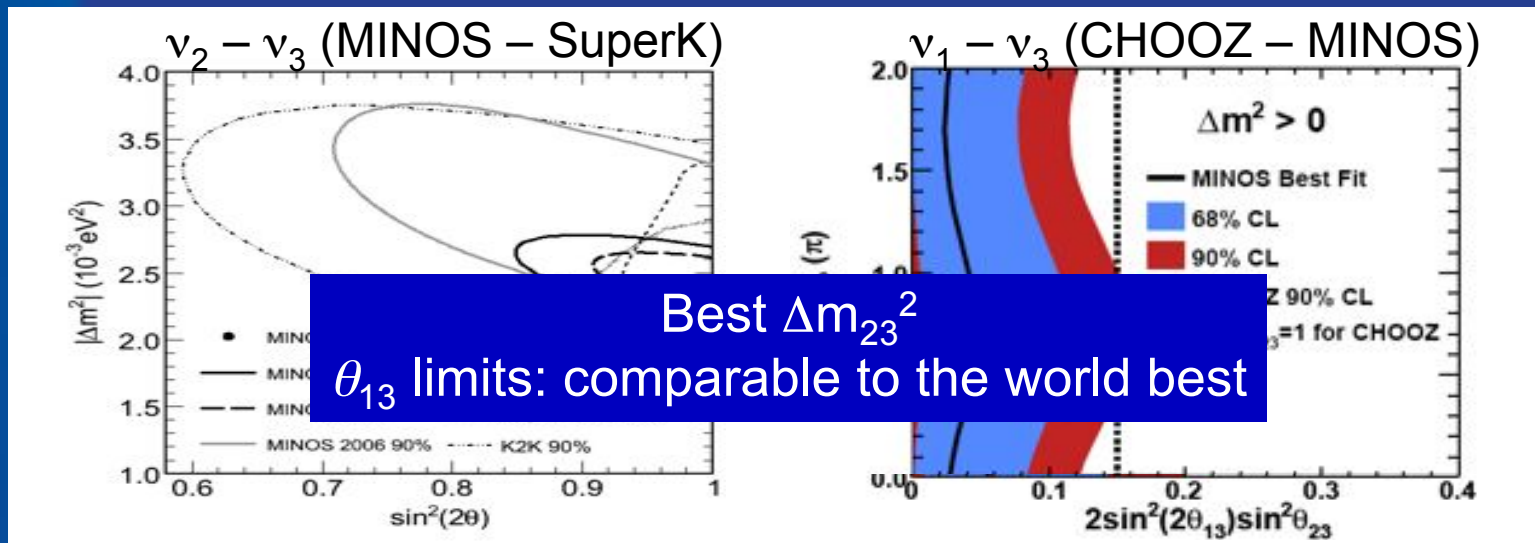 ν₂ – ν₃ (MINOS – SuperK)
4.0
3.5
3.0
2.5
2.0
1.5
1.0
|Δm²| (10⁻³eV²)
MINOS 2006 90%
K2K 90%
0.6 0.7 0.8 0.9 1
sin²(2θ)
ν₁ – ν₃ (CHOOZ – MINOS)
2.0
1.5
(π)
Δm² > 0
MINOS Best Fit
68% CL
90% CL
90% CL
=1 for CHOOZ
0 0.1 0.2 0.3 0.4
2sin²(2θ₁₃)sin²θ₂₃
Best Δm₂₃²
θ₁₃ limits: comparable to the world best